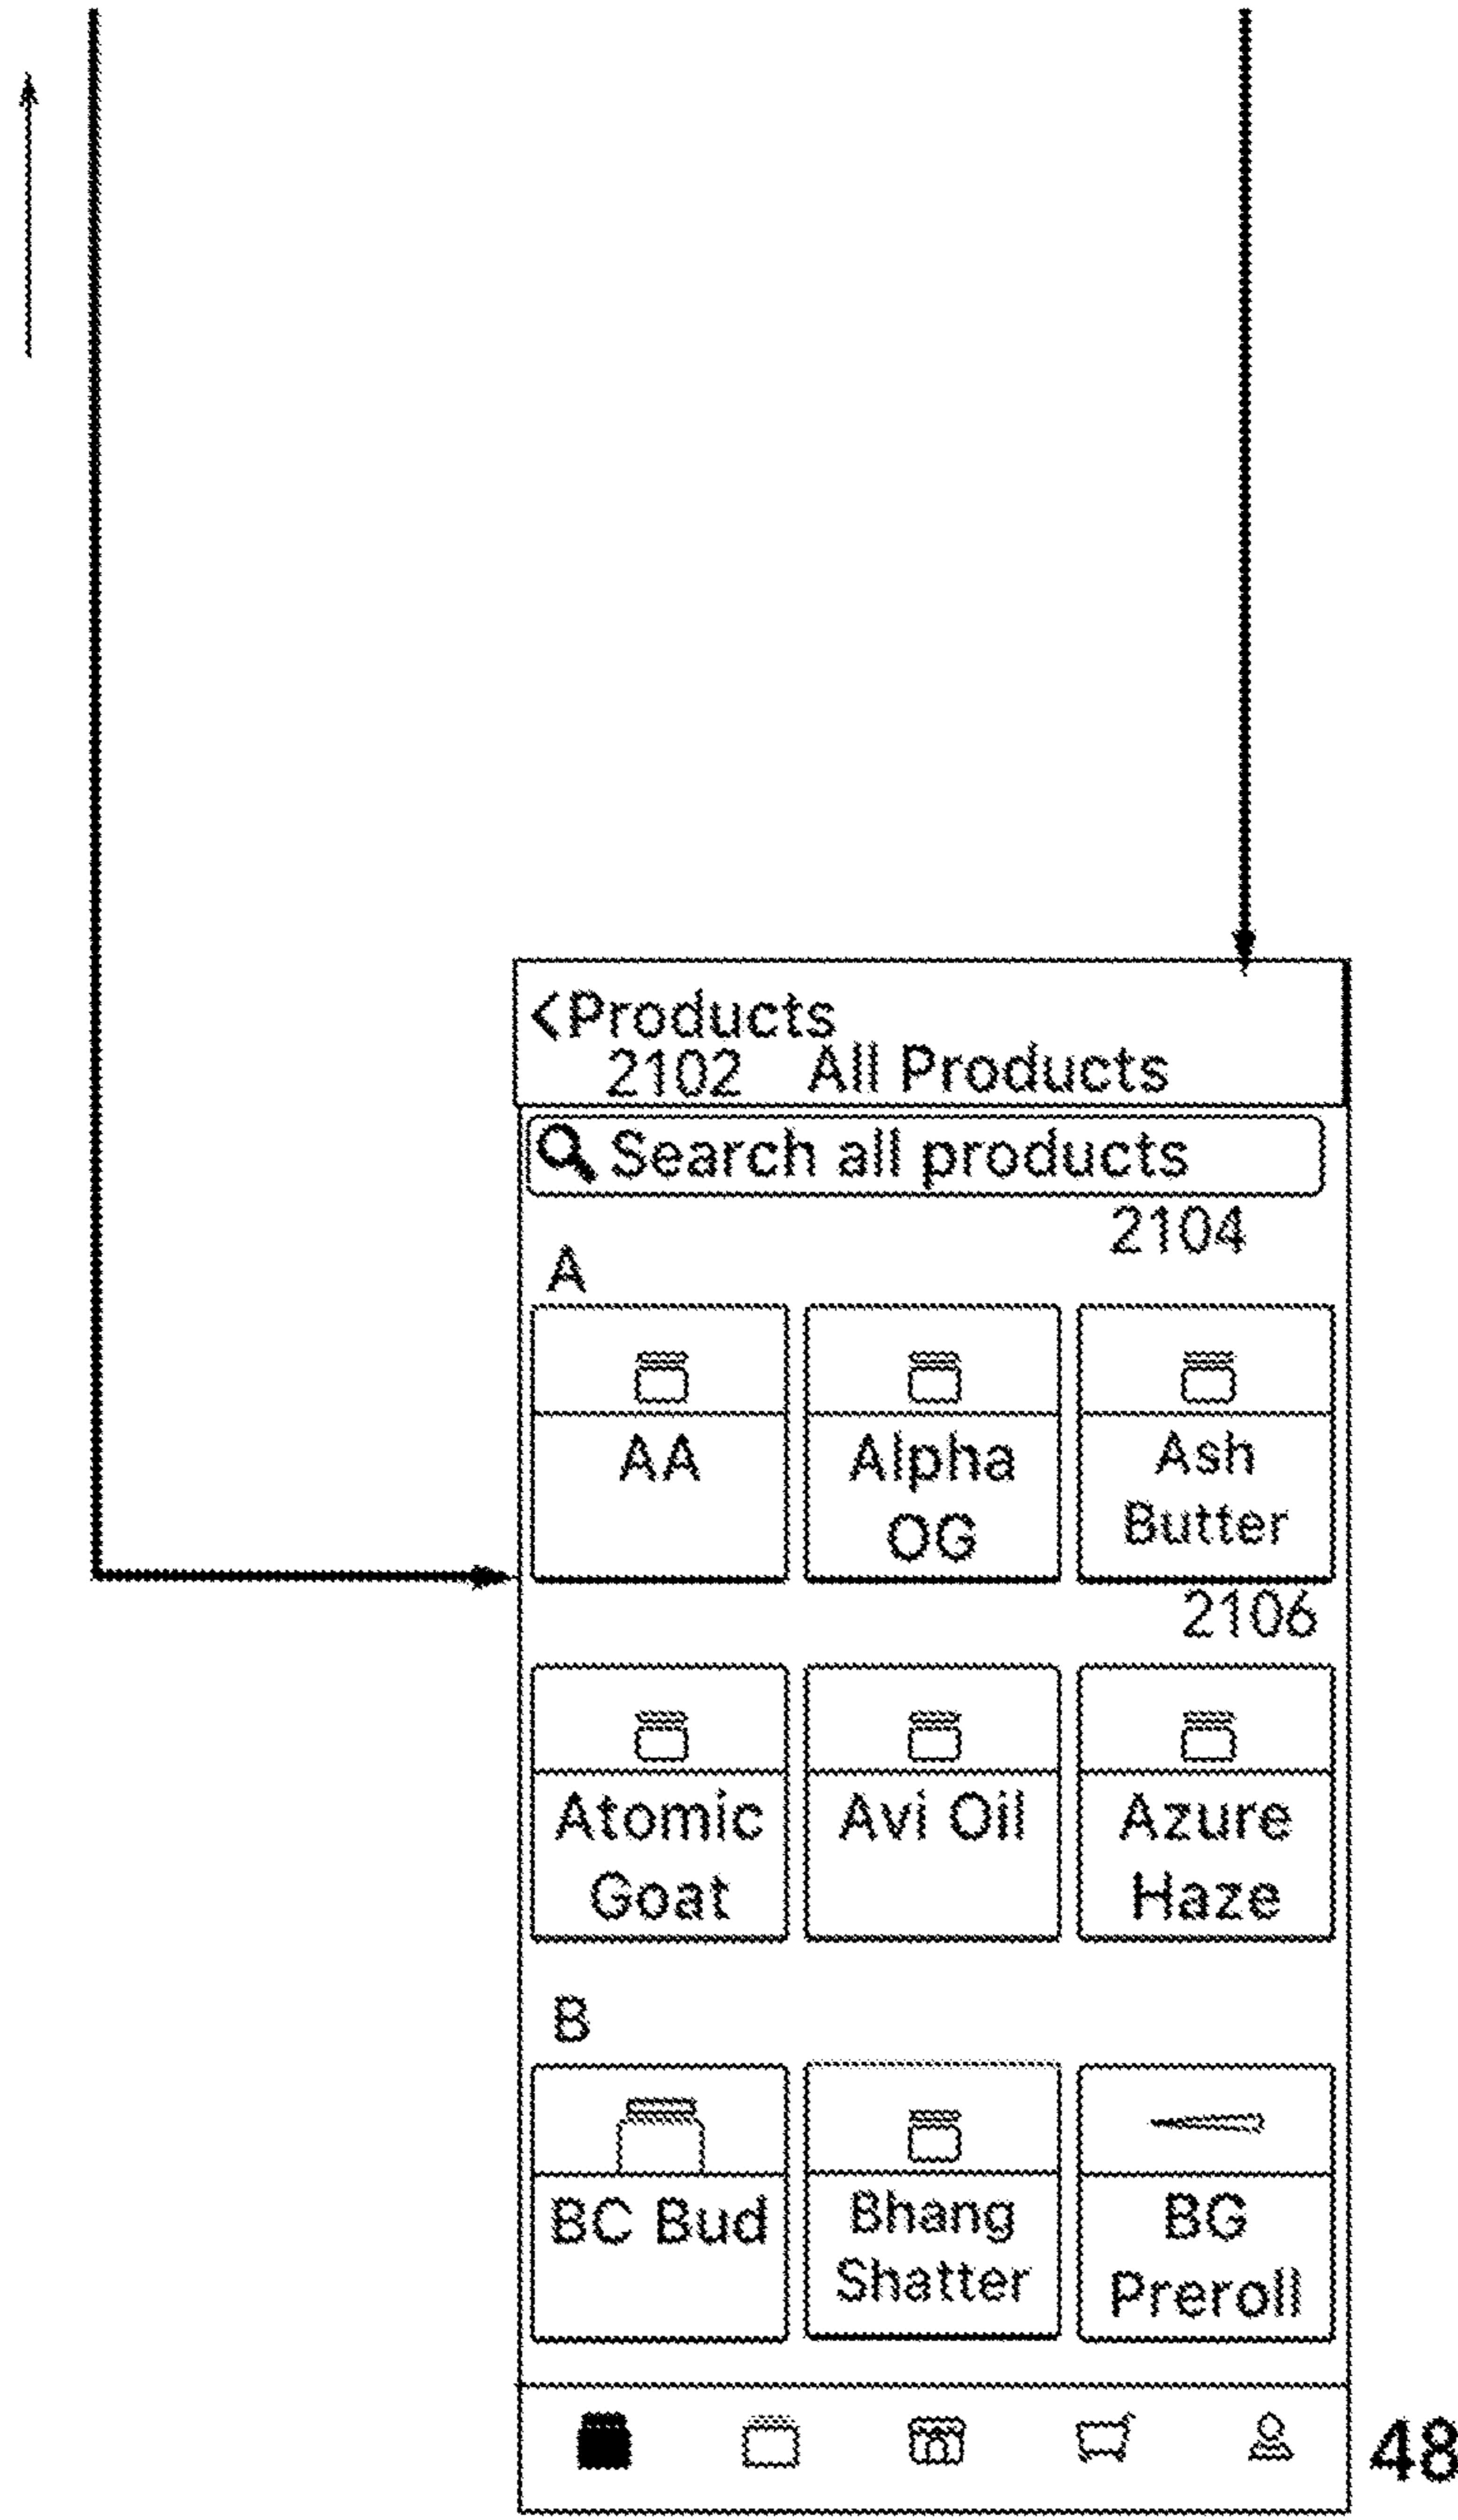 <Products
2102 All Products
Search all products
2104
A
AA
Alpha
OG
Ash
Butter
2106
Atomic
Goat
Avi Oil
Azure
Haze
B
BC Bud
Bhang
Shatter
BG
Preroll
48